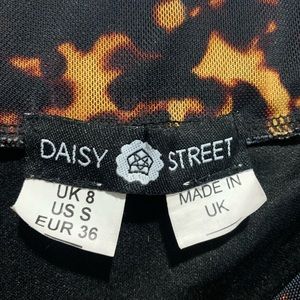 DAISY STREET
UK 8
US S
EUR 36
MADE IN
UK